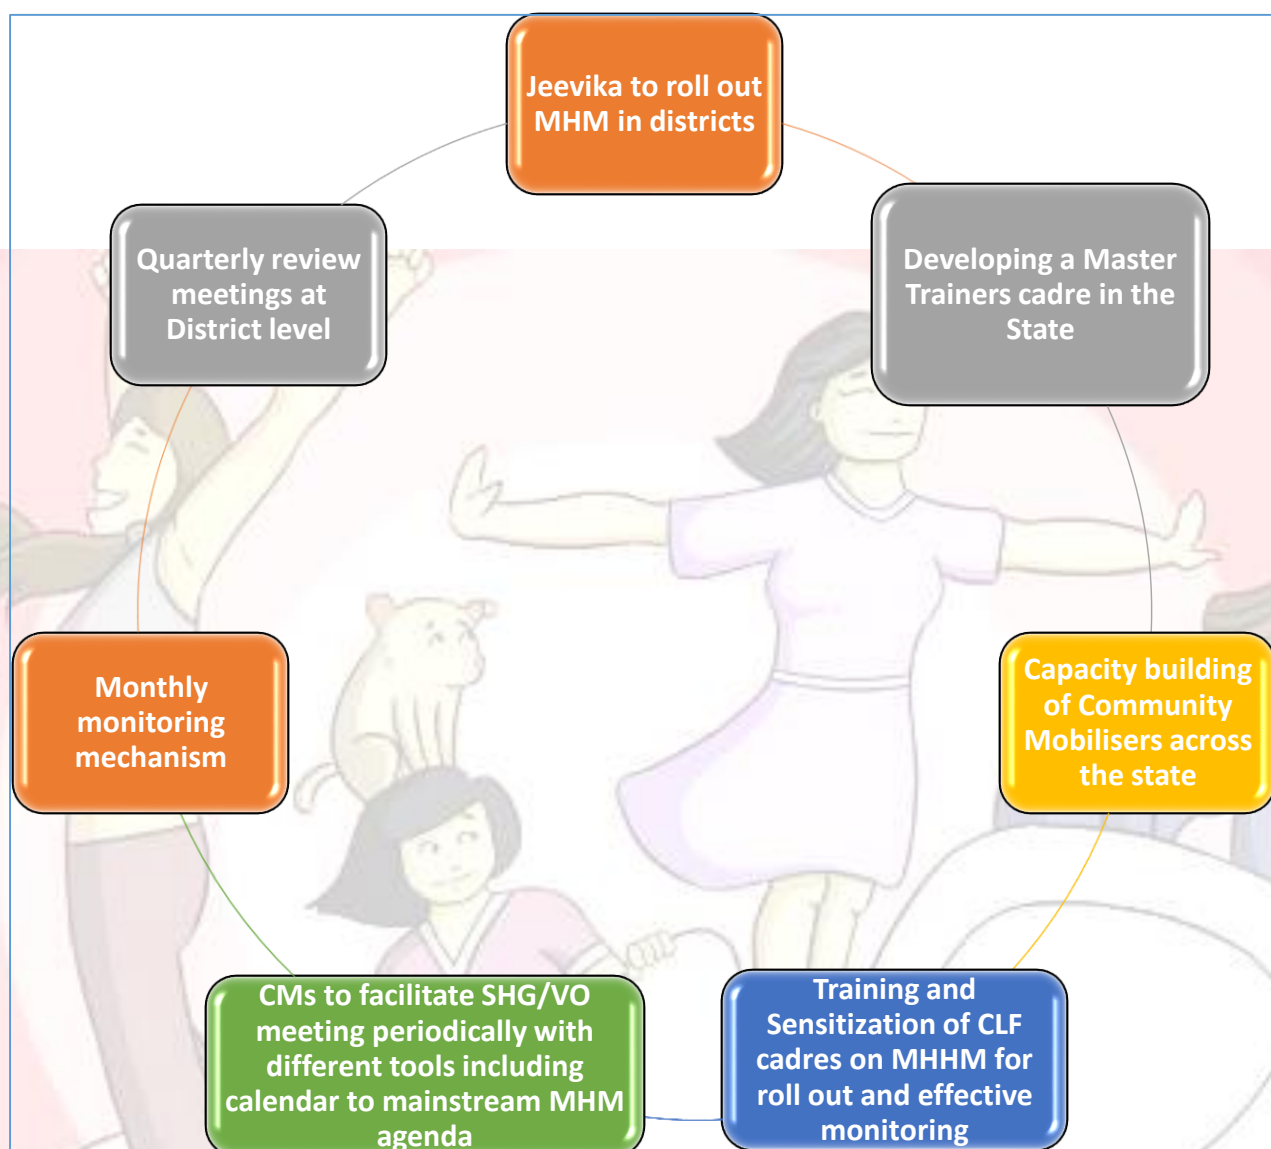 Jeevika to roll out
MHM in districts
Developing a Master
Trainers cadre in the
State
Capacity building
of Community
Mobilisers across
the state
Training and
Sensitization of CLF
cadres on MHHM for
roll out and effective
monitoring
CMs to facilitate SHG/VO
meeting periodically with
different tools including
calendar to mainstream MHM
agenda
Monthly
monitoring
mechanism
Quarterly review
meetings at
District level